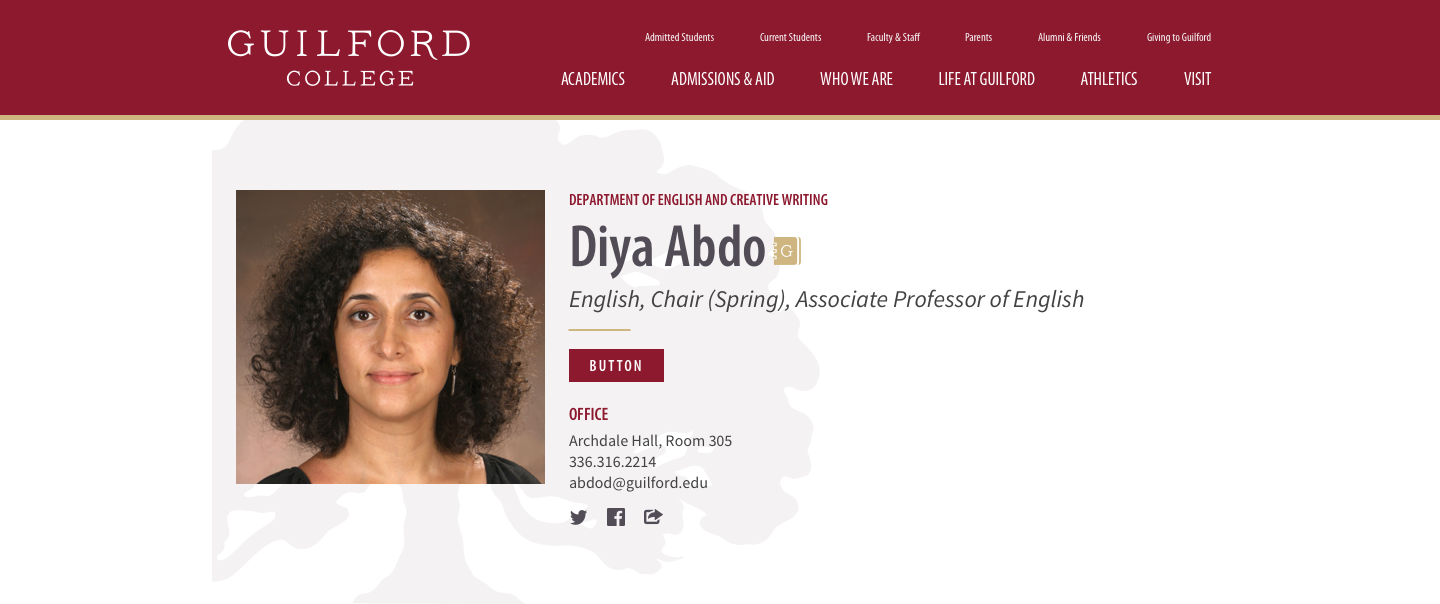 GUILFORD
COLLEGE
Admitted Students Current Students Faculty & Staff Parents Alumni & Friends Giving to Guilford
ACADEMICS ADMISSIONS & AID WHO WE ARE LIFE AT GUILFORD ATHLETICS VISIT
DEPARTMENT OF ENGLISH AND CREATIVE WRITING
Diya Abdo G
English, Chair (Spring), Associate Professor of English
BUTTON
OFFICE
Archdale Hall, Room 305
336.316.2214
abdod@guilford.edu